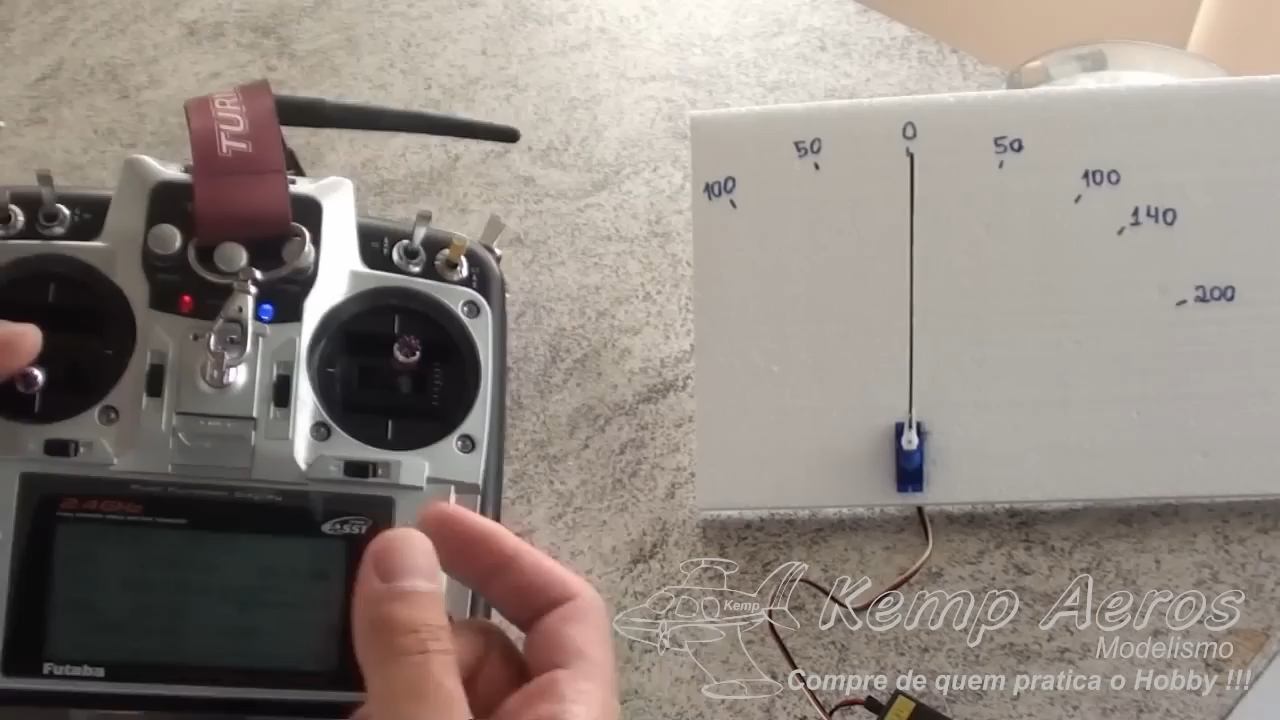 TURN
50
0
50
100
100
140
200
2.4GHz
FASST
Futaba
Kemp
Kemp Aeros
Modelismo
Compre de quem pratica o Hobby !!!